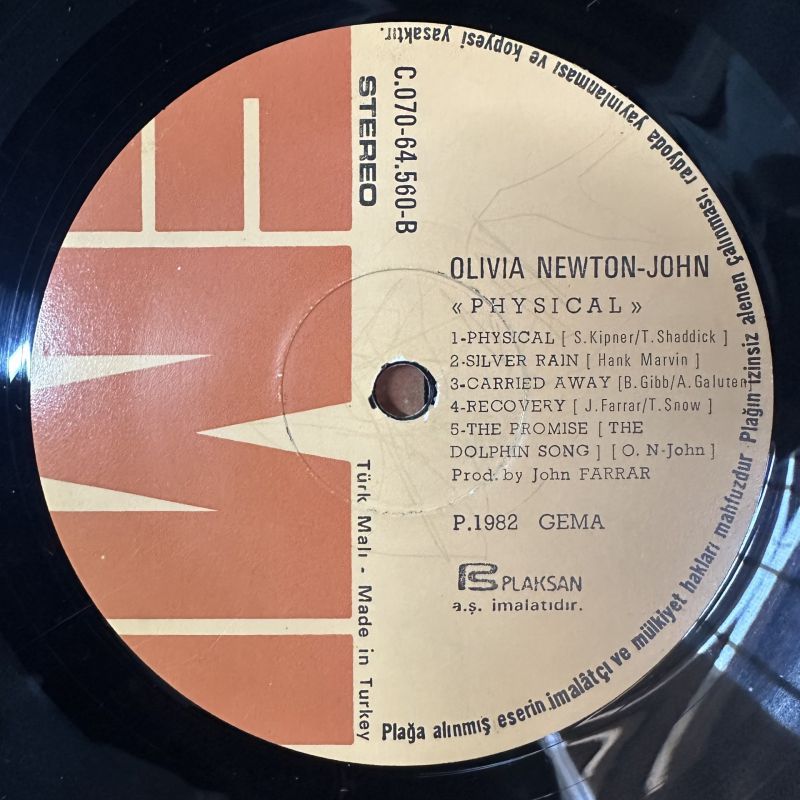 EMI
C.070-64.560-B
STEREO
OLIVIA NEWTON-JOHN
« PHYSICAL »
1-PHYSICAL [ S.Kipner/T.Shaddick ]
2-SILVER RAIN [ Hank Marvin ]
3-CARRIED AWAY [B.Gibb/A.Galuten]
4-RECOVERY [ J.Farrar/T.Snow ]
5-THE PROMISE [ THE
DOLPHIN SONG ] [ O. N-John ]
Prod. by John FARRAR
P.1982 GEMA
PS PLAKSAN
a.ş. imalatıdır.
Türk Malı - Made in Turkey
Plağa alınmış eserin.imalâtçı ve mülkiyet hakları mahfuzdur Plağın izinsiz alenen çalınması, radyoda yayınlanması ve kopyesi yasaktır.